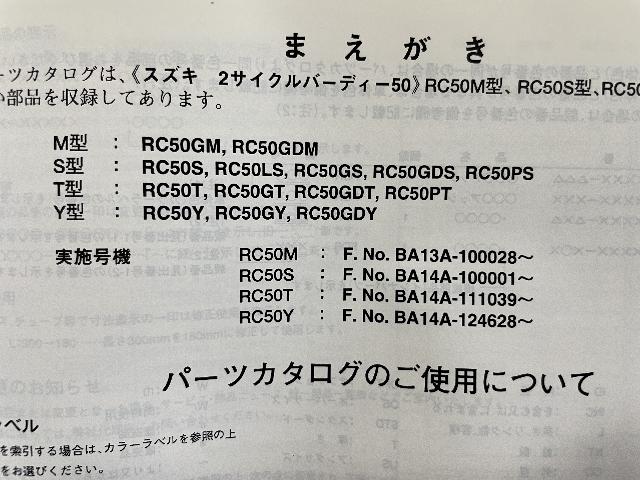 まえがき
ーツカタログは、《スズキ 2サイクルバーディー50》RC50M型、RC50S型、RC50
い部品を収録してあります。
M型 : RC50GM, RC50GDM
S型 : RC50S, RC50LS, RC50GS, RC50GDS, RC50PS
T型 : RC50T, RC50GT, RC50GDT, RC50PT
Y型 : RC50Y, RC50GY, RC50GDY
実施号機 RC50M : F. No. BA13A-100028～
RC50S : F. No. BA14A-100001～
RC50T : F. No. BA14A-111039～
RC50Y : F. No. BA14A-124628～
パーツカタログのご使用について
ラベル
を索引する場合は、カラーラベルを参照の上
をお選びください。